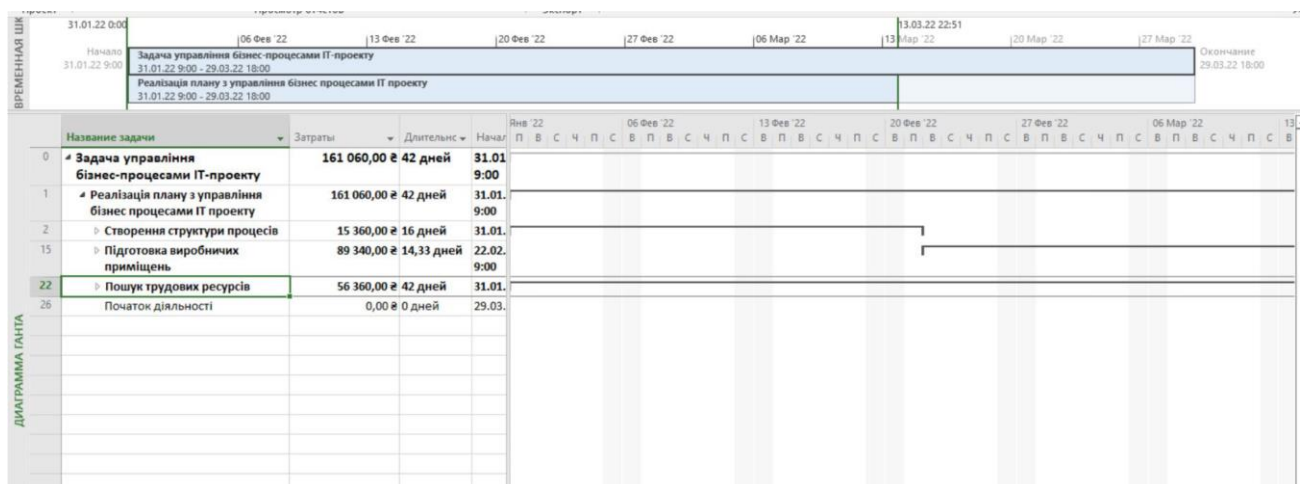 ВРЕМЕННАЯ ШК
31.01.22 0:00
13.03.22 22:51
06 Фев '22
13 Фев '22
20 Фев '22
27 Фев '22
06 Мар '22
13 Мар '22
20 Мар '22
27 Мар '22
Начало
31.01.22 9:00
Задача управління бізнес-процесами ІТ-проекту
31.01.22 9:00 - 29.03.22 18:00
Реалізація плану з управління бізнес процесами ІТ проекту
31.01.22 9:00 - 29.03.22 18:00
Окончание
29.03.22 18:00
ДИАГРАММА ГАНТА
Название задачи Затраты Длительнс Начал
Янв '22 06 Фев '22 13 Фев '22 20 Фев '22 27 Фев '22 06 Мар '22 13
П В С Ч П С В П В С Ч П С В П В С Ч П С В П В С Ч П С В П В С Ч П С В П В С Ч П С В
0 Задача управління 161 060,00 ₴ 42 дней 31.01
бізнес-процесами ІТ-проекту 9:00
1 Реалізація плану з управління 161 060,00 ₴ 42 дней 31.01.
бізнес процесами ІТ проекту 9:00
2 Створення структури процесів 15 360,00 ₴ 16 дней 31.01.
15 Підготовка виробничих 89 340,00 ₴ 14,33 дней 22.02.
приміщень 9:00
22 Пошук трудових ресурсів 56 360,00 ₴ 42 дней 31.01.
26 Початок діяльності 0,00 ₴ 0 дней 29.03.